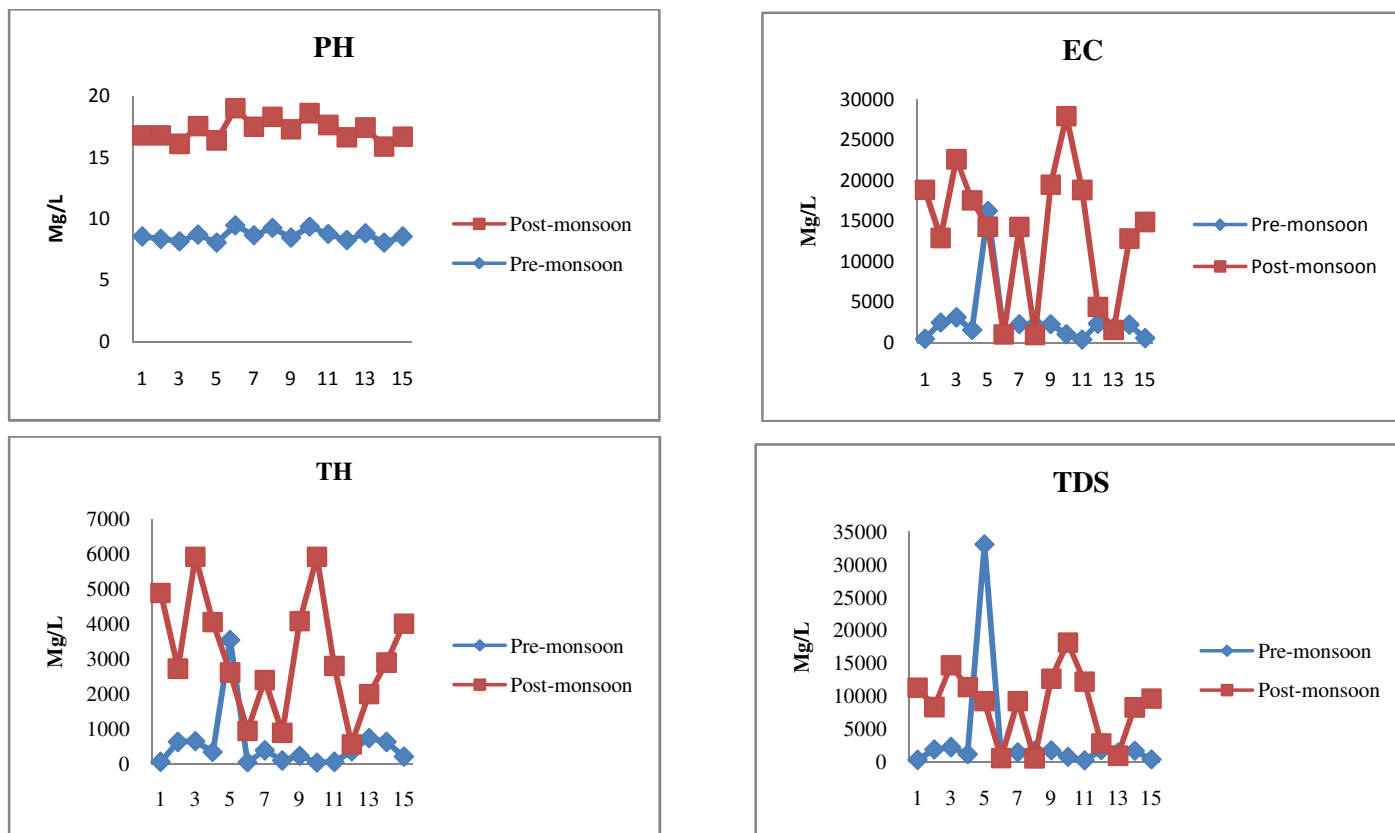 PH
20
15
10
5
0
Mg/L
1 3 5 7 9 11 13 15
Post-monsoon
Pre-monsoon
EC
30000
25000
20000
15000
10000
5000
0
Mg/L
1 3 5 7 9 11 13 15
Pre-monsoon
Post-monsoon
TH
7000
6000
5000
4000
3000
2000
1000
0
Mg/L
1 3 5 7 9 11 13 15
Pre-monsoon
Post-monsoon
TDS
35000
30000
25000
20000
15000
10000
5000
0
Mg/L
1 3 5 7 9 11 13 15
Pre-monsoon
Post-monsoon